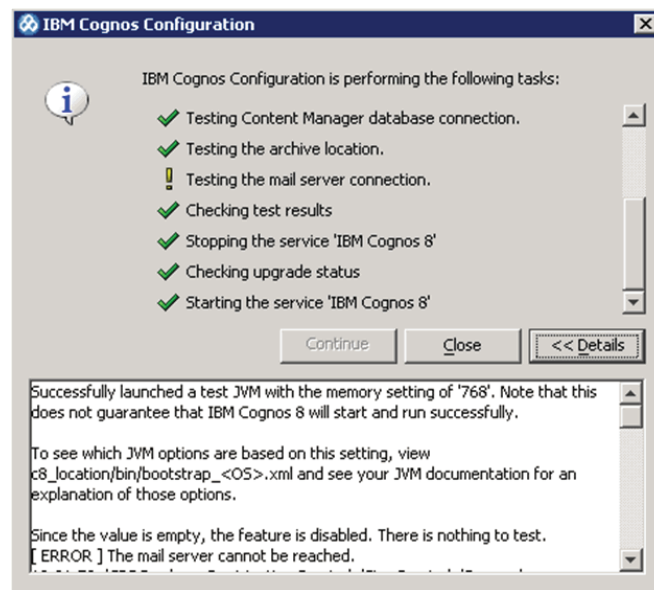 IBM Cognos Configuration
IBM Cognos Configuration is performing the following tasks:
Testing Content Manager database connection.
Testing the archive location.
Testing the mail server connection.
Checking test results
Stopping the service 'IBM Cognos 8'
Checking upgrade status
Starting the service 'IBM Cognos 8'
Continue
Close
<< Details
Successfully launched a test JVM with the memory setting of '768'. Note that this
does not guarantee that IBM Cognos 8 will start and run successfully.
To see which JVM options are based on this setting, view
c8_location/bin/bootstrap_<OS>.xml and see your JVM documentation for an
explanation of those options.
Since the value is empty, the feature is disabled. There is nothing to test.
[ ERROR ] The mail server cannot be reached.